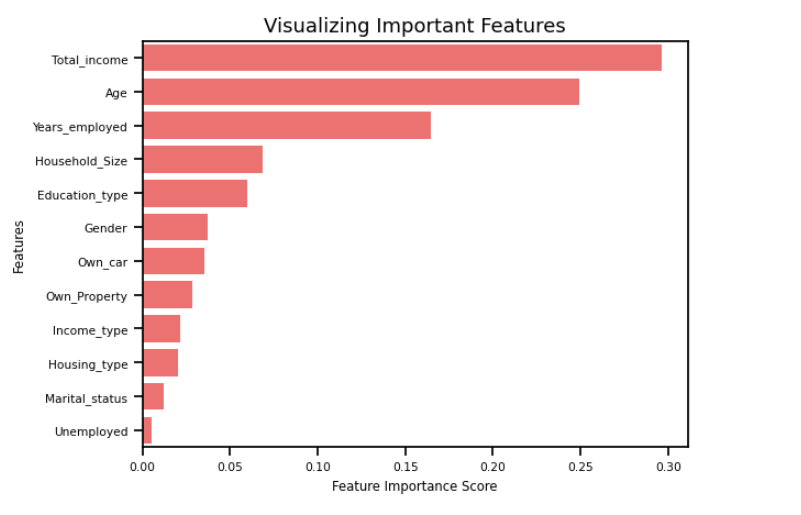 Visualizing Important Features
Total_income
Age
Years_employed
Household_Size
Education_type
Gender
Own_car
Own_Property
Income_type
Housing_type
Marital_status
Unemployed
Features
0.00 0.05 0.10 0.15 0.20 0.25 0.30
Feature Importance Score